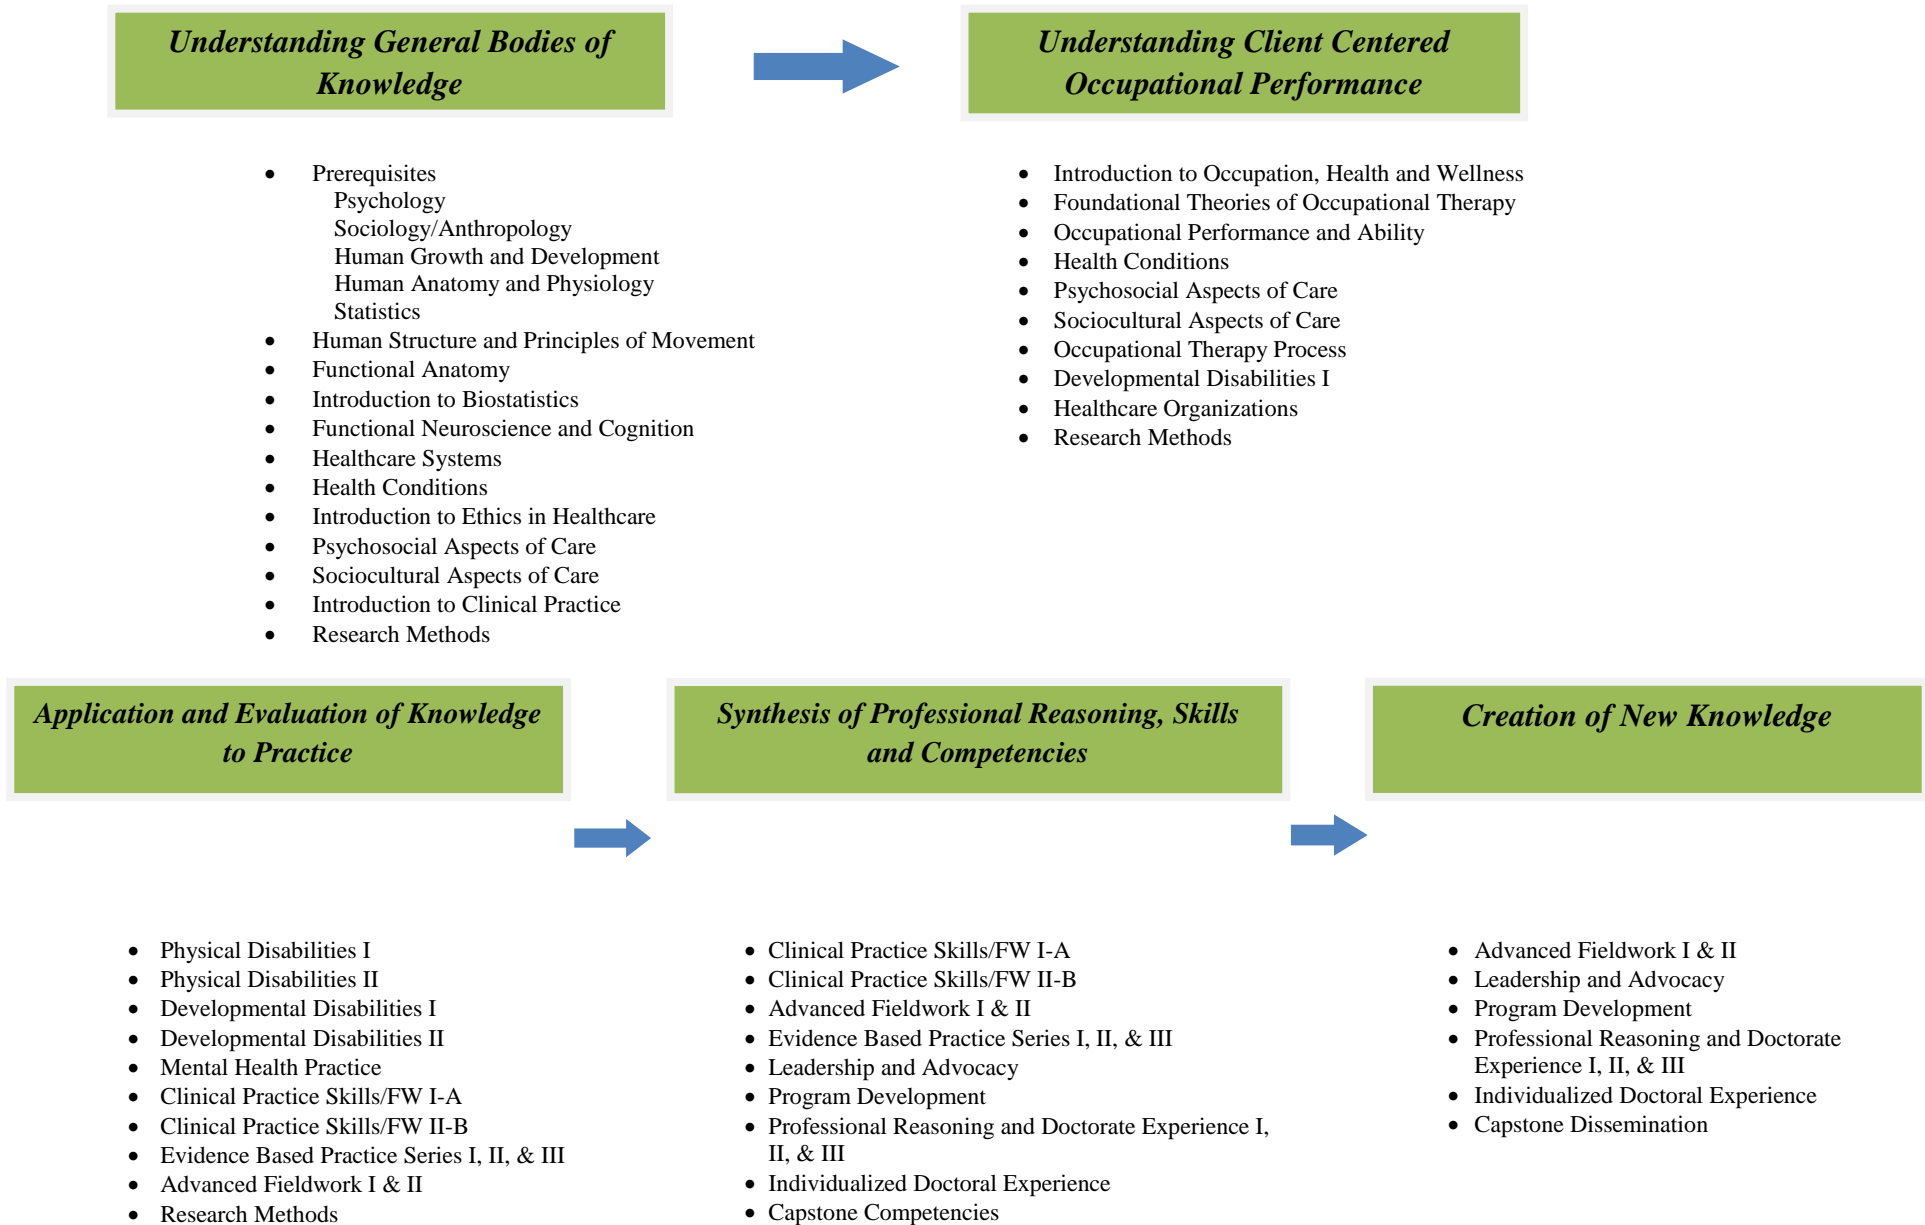 Understanding General Bodies of
Knowledge
Understanding Client Centered
Occupational Performance
• Prerequisites
Psychology
Sociology/Anthropology
Human Growth and Development
Human Anatomy and Physiology
Statistics
• Human Structure and Principles of Movement
• Functional Anatomy
• Introduction to Biostatistics
• Functional Neuroscience and Cognition
• Healthcare Systems
• Health Conditions
• Introduction to Ethics in Healthcare
• Psychosocial Aspects of Care
• Sociocultural Aspects of Care
• Introduction to Clinical Practice
• Research Methods
• Introduction to Occupation, Health and Wellness
• Foundational Theories of Occupational Therapy
• Occupational Performance and Ability
• Health Conditions
• Psychosocial Aspects of Care
• Sociocultural Aspects of Care
• Occupational Therapy Process
• Developmental Disabilities I
• Healthcare Organizations
• Research Methods
Application and Evaluation of Knowledge
to Practice
Synthesis of Professional Reasoning, Skills
and Competencies
Creation of New Knowledge
• Physical Disabilities I
• Physical Disabilities II
• Developmental Disabilities I
• Developmental Disabilities II
• Mental Health Practice
• Clinical Practice Skills/FW I-A
• Clinical Practice Skills/FW II-B
• Evidence Based Practice Series I, II, & III
• Advanced Fieldwork I & II
• Research Methods
• Clinical Practice Skills/FW I-A
• Clinical Practice Skills/FW II-B
• Advanced Fieldwork I & II
• Evidence Based Practice Series I, II, & III
• Leadership and Advocacy
• Program Development
• Professional Reasoning and Doctorate Experience I,
II, & III
• Individualized Doctoral Experience
• Capstone Competencies
• Advanced Fieldwork I & II
• Leadership and Advocacy
• Program Development
• Professional Reasoning and Doctorate
Experience I, II, & III
• Individualized Doctoral Experience
• Capstone Dissemination